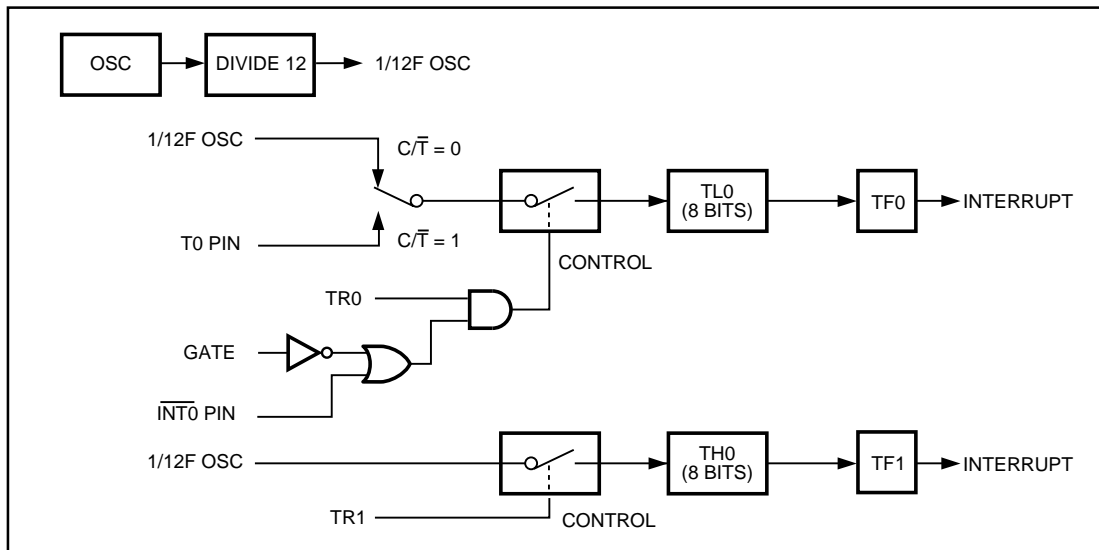 OSC
DIVIDE 12
1/12F OSC
1/12F OSC
C/T̅ = 0
TL0
(8 BITS)
TF0
INTERRUPT
T0 PIN
C/T̅ = 1
CONTROL
TR0
GATE
I̅N̅T̅0̅ PIN
1/12F OSC
TH0
(8 BITS)
TF1
INTERRUPT
TR1
CONTROL